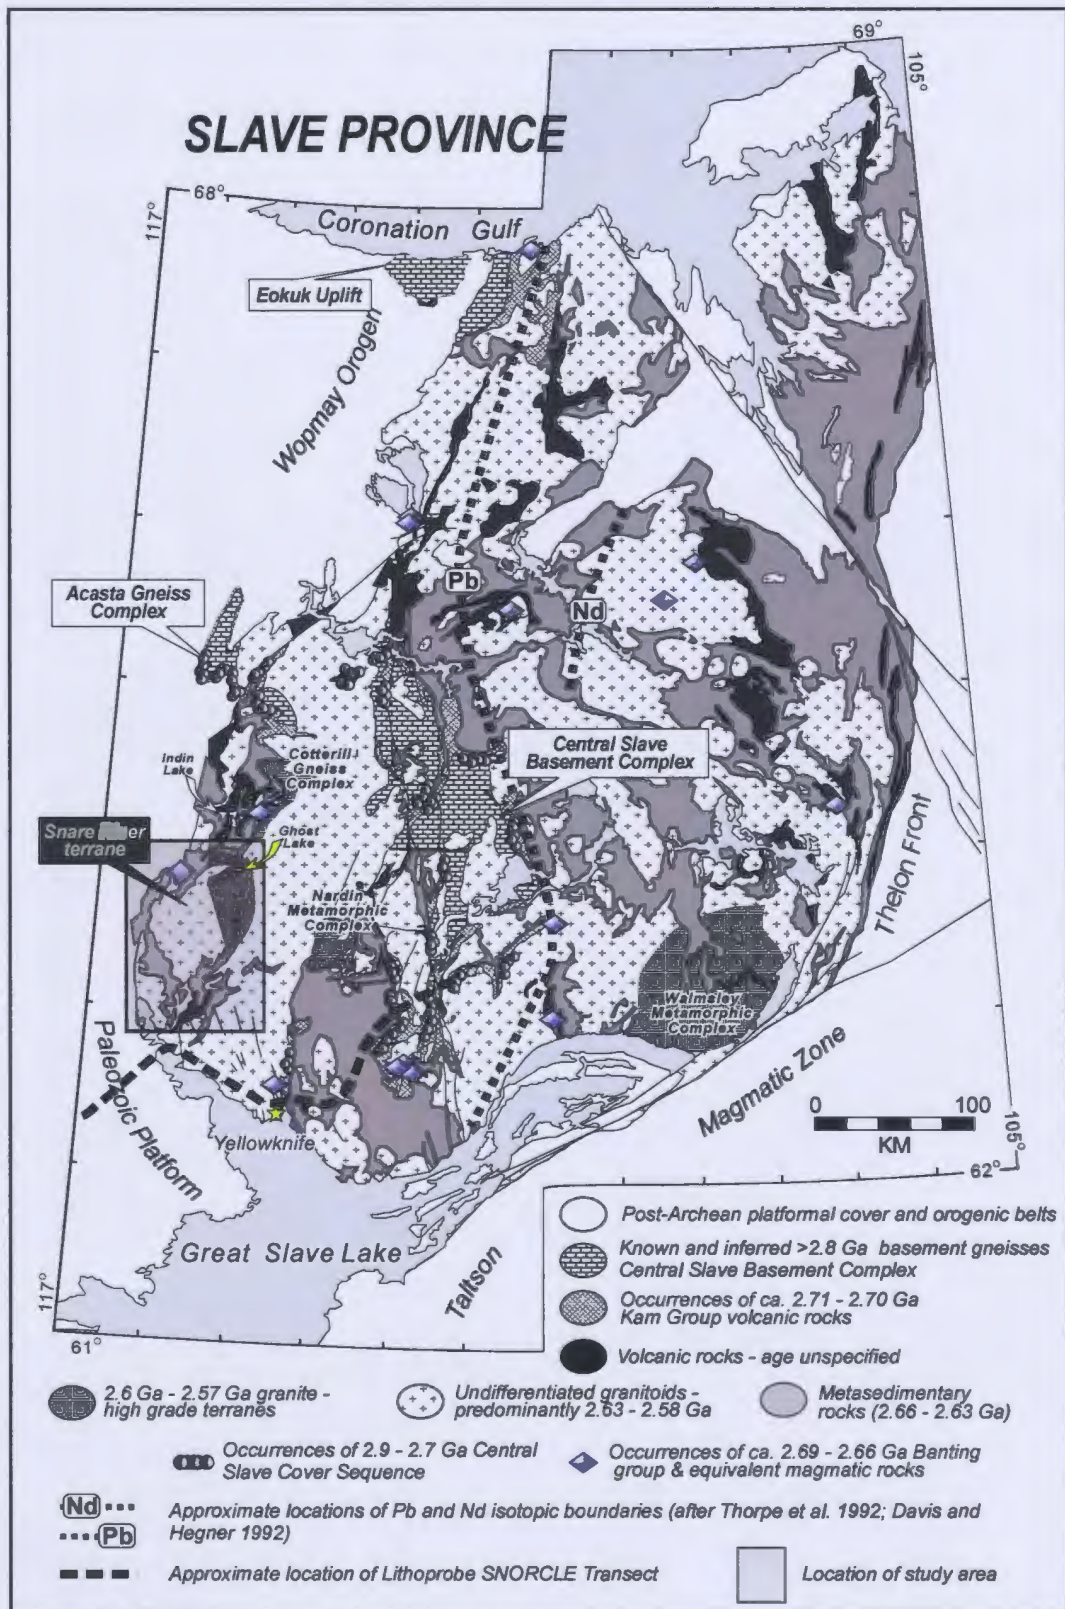 SLAVE PROVINCE
69°
105°
68°
117°
Coronation Gulf
Eokuk Uplift
Wopmay Orogen
Acasta Gneiss
Complex
Pb
Nd
Central Slave
Basement Complex
Indin
Lake
Cotterill
Gneiss
Complex
Snare River
terrane
Ghost
Lake
Nardin
Metamorphic
Complex
Thelon Front
Walmsley
Metamorphic
Complex
Paleozoic Platform
Magmatic Zone
0 100
KM
105°
62°
Yellowknife
Great Slave Lake
Taltson
117°
61°
Post-Archean platformal cover and orogenic belts
Known and inferred >2.8 Ga basement gneisses
Central Slave Basement Complex
Occurrences of ca. 2.71 - 2.70 Ga
Kam Group volcanic rocks
Volcanic rocks - age unspecified
2.6 Ga - 2.57 Ga granite -
high grade terranes
Undifferentiated granitoids -
predominantly 2.63 - 2.58 Ga
Metasedimentary
rocks (2.66 - 2.63 Ga)
Occurrences of 2.9 - 2.7 Ga Central
Slave Cover Sequence
Occurrences of ca. 2.69 - 2.66 Ga Banting
group & equivalent magmatic rocks
Nd
Pb
Approximate locations of Pb and Nd isotopic boundaries (after Thorpe et al. 1992; Davis and
Hegner 1992)
Approximate location of Lithoprobe SNORCLE Transect
Location of study area